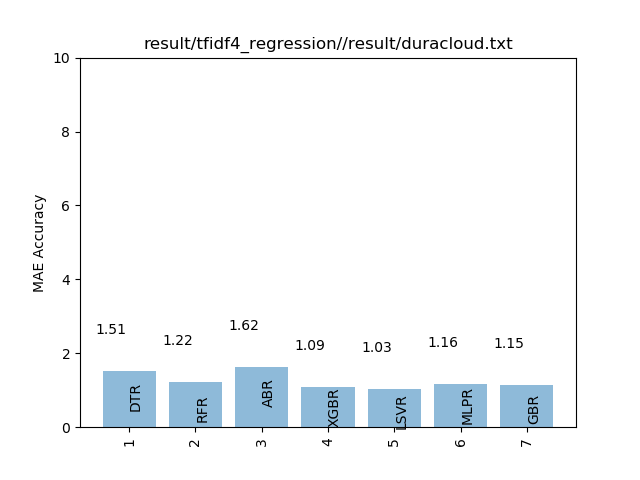 result/tfidf4_regression//result/duracloud.txt
MAE Accuracy
10
8
6
4
2
0
1.51
1.22
1.62
1.09
1.03
1.16
1.15
DTR
RFR
ABR
XGBR
LSVR
MLPR
GBR
1
2
3
4
5
6
7